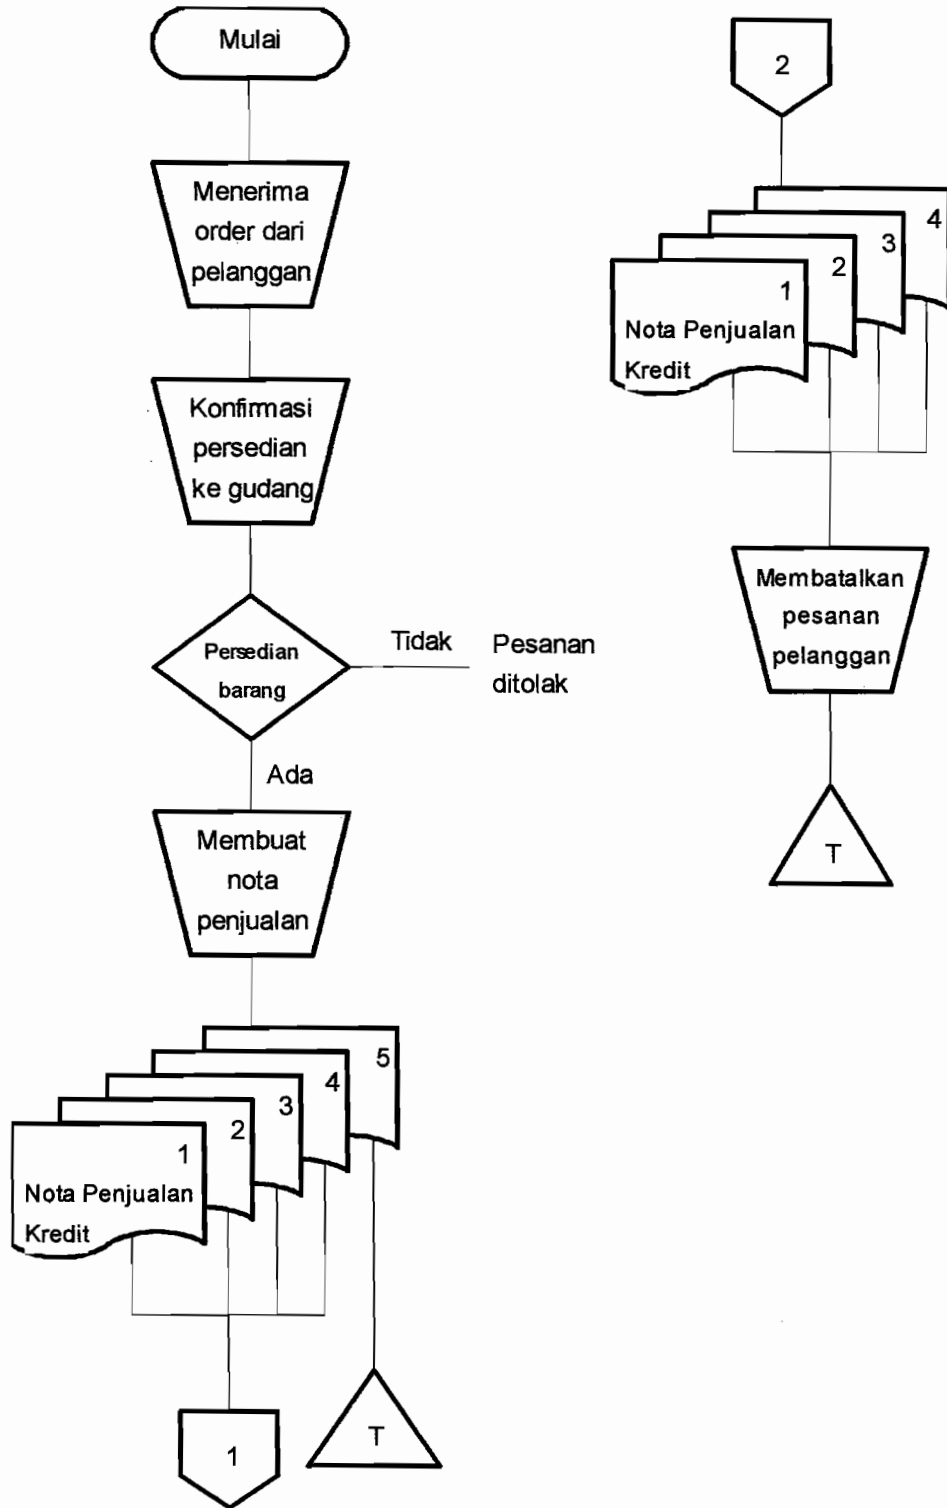 Mulai
Menerima
order dari
pelanggan
Konfirmasi
persedian
ke gudang
Persedian
barang
Tidak
Pesanan
ditolak
Ada
Membuat
nota
penjualan
5
4
3
2
1
Nota Penjualan
Kredit
1
T
2
4
3
2
1
Nota Penjualan
Kredit
Membatalkan
pesanan
pelanggan
T